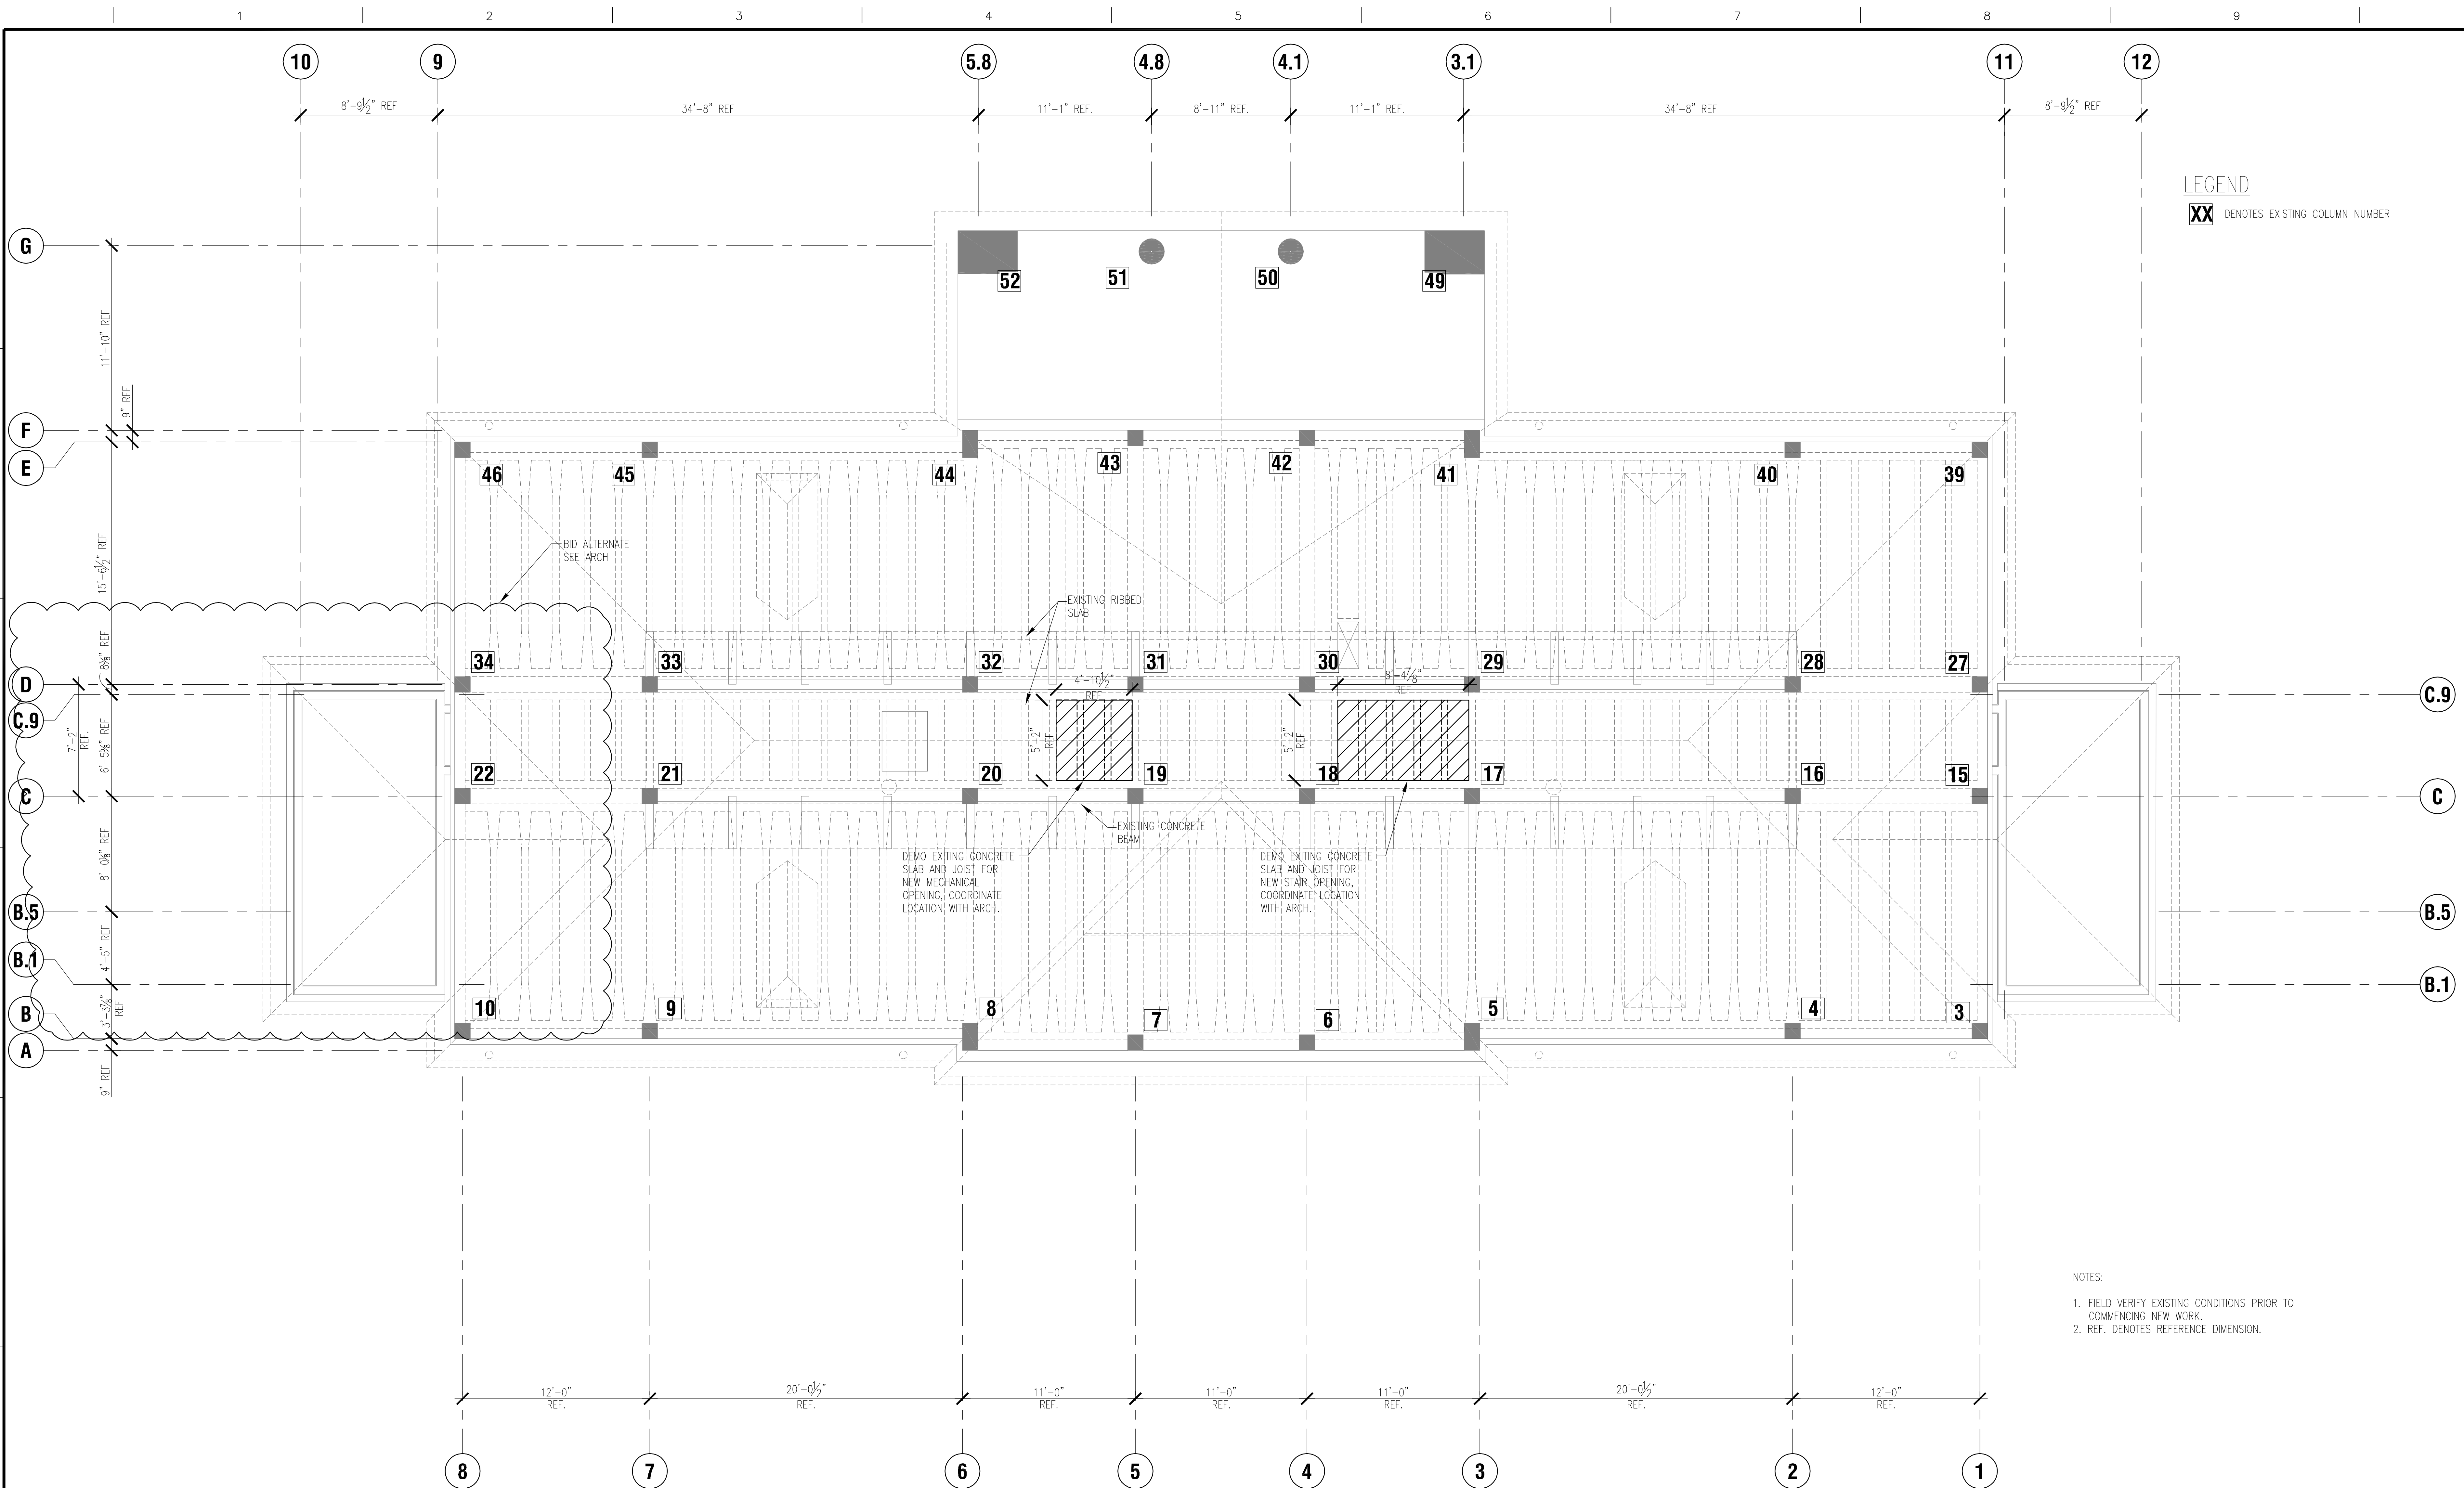 1 2 3 4 5 6 7 8 9
10 9 5.8 4.8 4.1 3.1 11 12
8'-9½" REF 34'-8" REF 11'-1" REF. 8'-11" REF. 11'-1" REF. 34'-8" REF 8'-9½" REF
LEGEND
XX DENOTES EXISTING COLUMN NUMBER
G
52 51 50 49
11'-10" REF
9" REF
F
E
46 45 44 43 42 41 40 39
15'-6½" REF
BID ALTERNATE
SEE ARCH
EXISTING RIBBED
SLAB
34 33 32 31 30 29 28 27
D
4'-10½"
REF
8'-4⅞"
REF
C.9 C.9
7'-2"
REF.
5'-2"
REF
5'-2"
REF
22 21 20 19 18 17 16 15
C C
EXISTING CONCRETE
BEAM
DEMO EXITING CONCRETE
SLAB AND JOIST FOR
NEW MECHANICAL
OPENING, COORDINATE
LOCATION WITH ARCH.
DEMO EXITING CONCRETE
SLAB AND JOIST FOR
NEW STAIR OPENING,
COORDINATE LOCATION
WITH ARCH.
B.5 B.5
4'-5" REF
B.1 B.1
10 9 8 7 6 5 4 3
B
REF
A
9" REF
NOTES:
1. FIELD VERIFY EXISTING CONDITIONS PRIOR TO
COMMENCING NEW WORK.
2. REF. DENOTES REFERENCE DIMENSION.
12'-0" 20'-0½" 11'-0" 11'-0" 11'-0" 20'-0½" 12'-0"
REF. REF. REF. REF. REF. REF. REF.
8 7 6 5 4 3 2 1